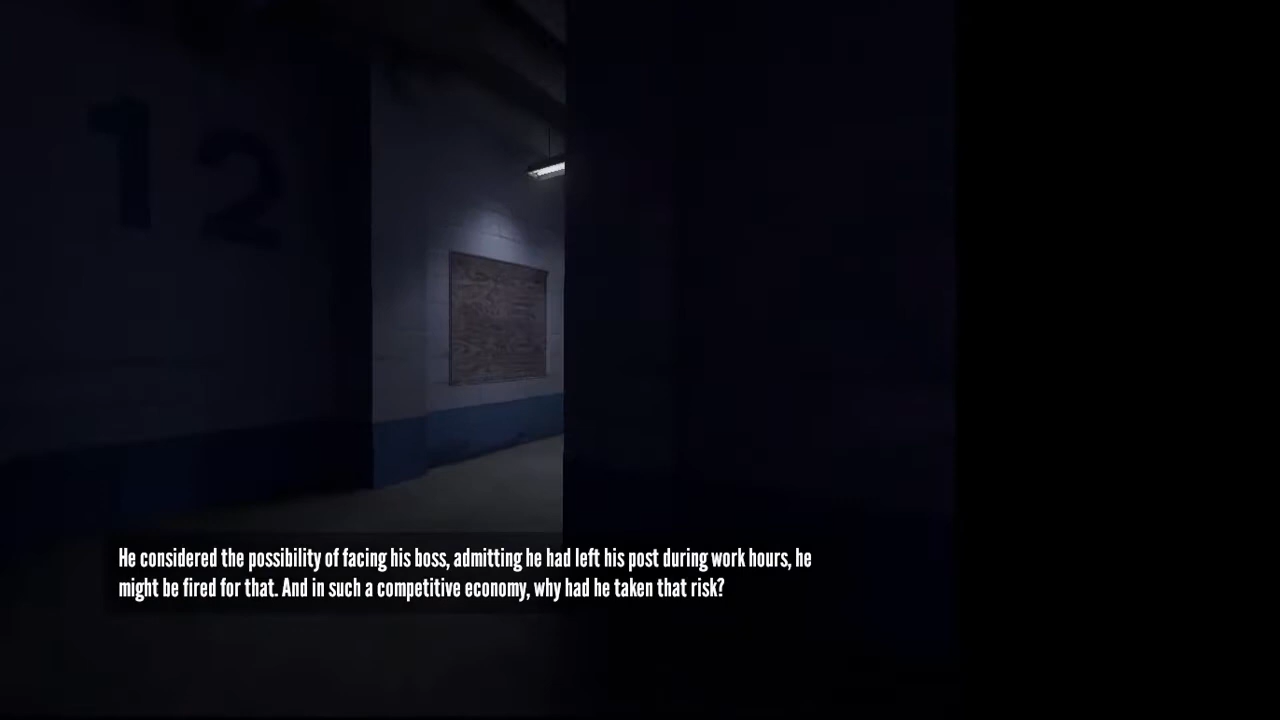 12
He considered the possibility of facing his boss, admitting he had left his post during work hours, he
might be fired for that. And in such a competitive economy, why had he taken that risk?